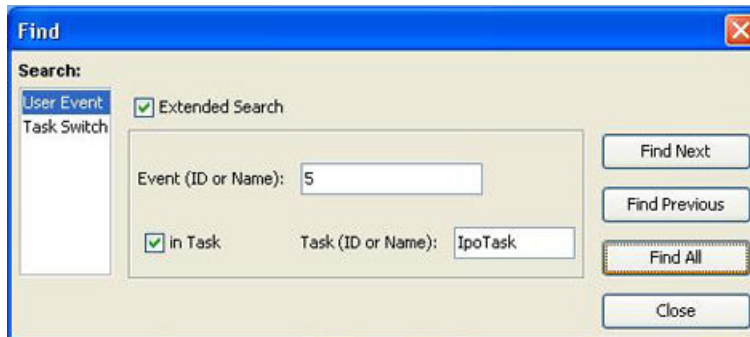 Find
Search:
User Event
Task Switch
Extended Search
Event (ID or Name): 5
in Task Task (ID or Name): IpoTask
Find Next
Find Previous
Find All
Close